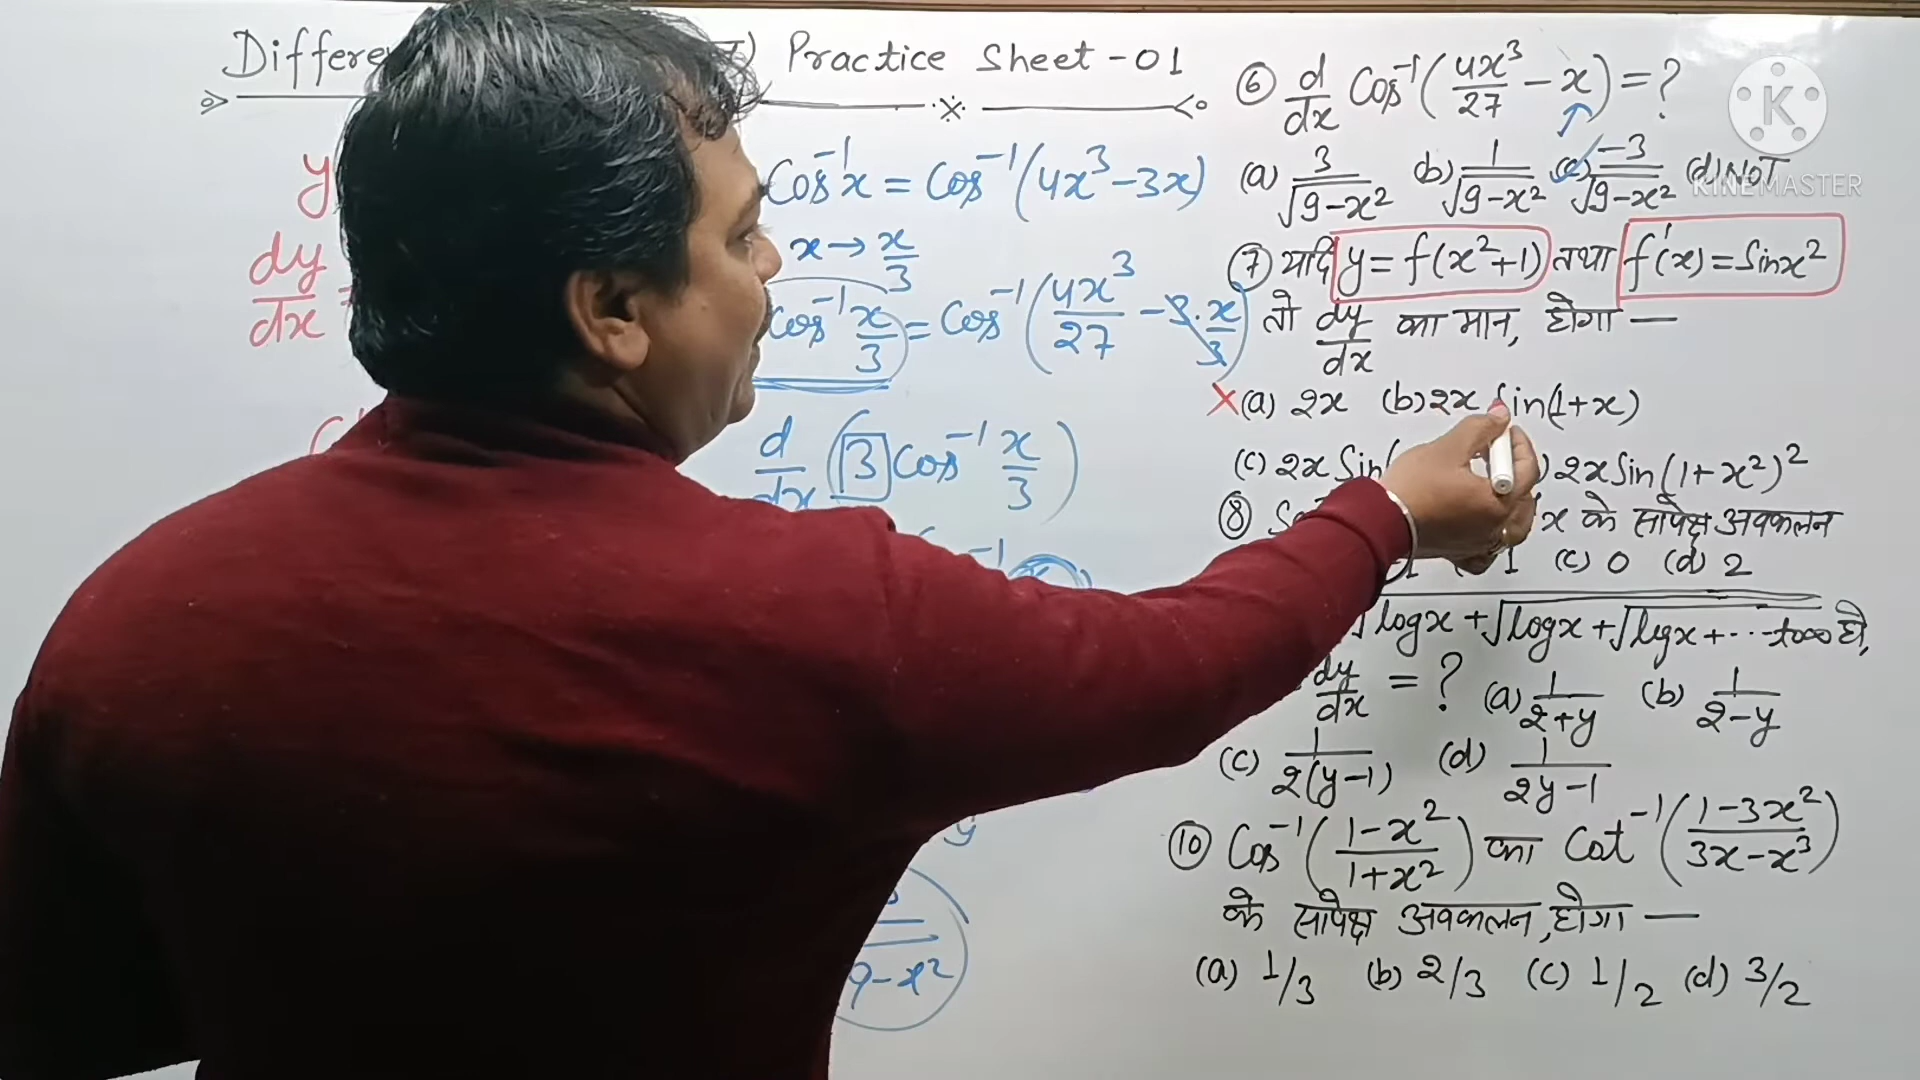 Practice Sheet - 01
y
dy/dx =
Cos⁻¹x = Cos⁻¹(4x³-3x)
x → x/3
Cos⁻¹ x/3 = Cos⁻¹(4x³/27 - 3·x/3)
d/dx (3 Cos⁻¹ x/3)
9-x²
⑥ d/dx Cos⁻¹(4x³/27 - x) = ?
(a) 3/√9-x² (b) 1/√9-x² (c) -3/√9-x² (d) NOT
⑦ यदि y = f(x²+1) तथा f'(x) = Sinx²
तो dy/dx का मान, होगा —
(a) 2x (b) 2x Sin(1+x)
(c) 2x Sin( 2x Sin(1+x²)²
⑧ x के सापेक्ष अवकलन
1 (c) 0 (d) 2
√logx + √logx + √logx + ... to ∞ हो,
dy/dx = ? (a) 1/2+y (b) 1/2-y
(c) 1/2(y-1) (d) 1/2y-1
⑩ Cos⁻¹(1-x²/1+x²) का Cot⁻¹(1-3x²/3x-x³)
के सापेक्ष अवकलन, होगा —
(a) 1/3 (b) 2/3 (c) 1/2 (d) 3/2
K
KINEMASTER